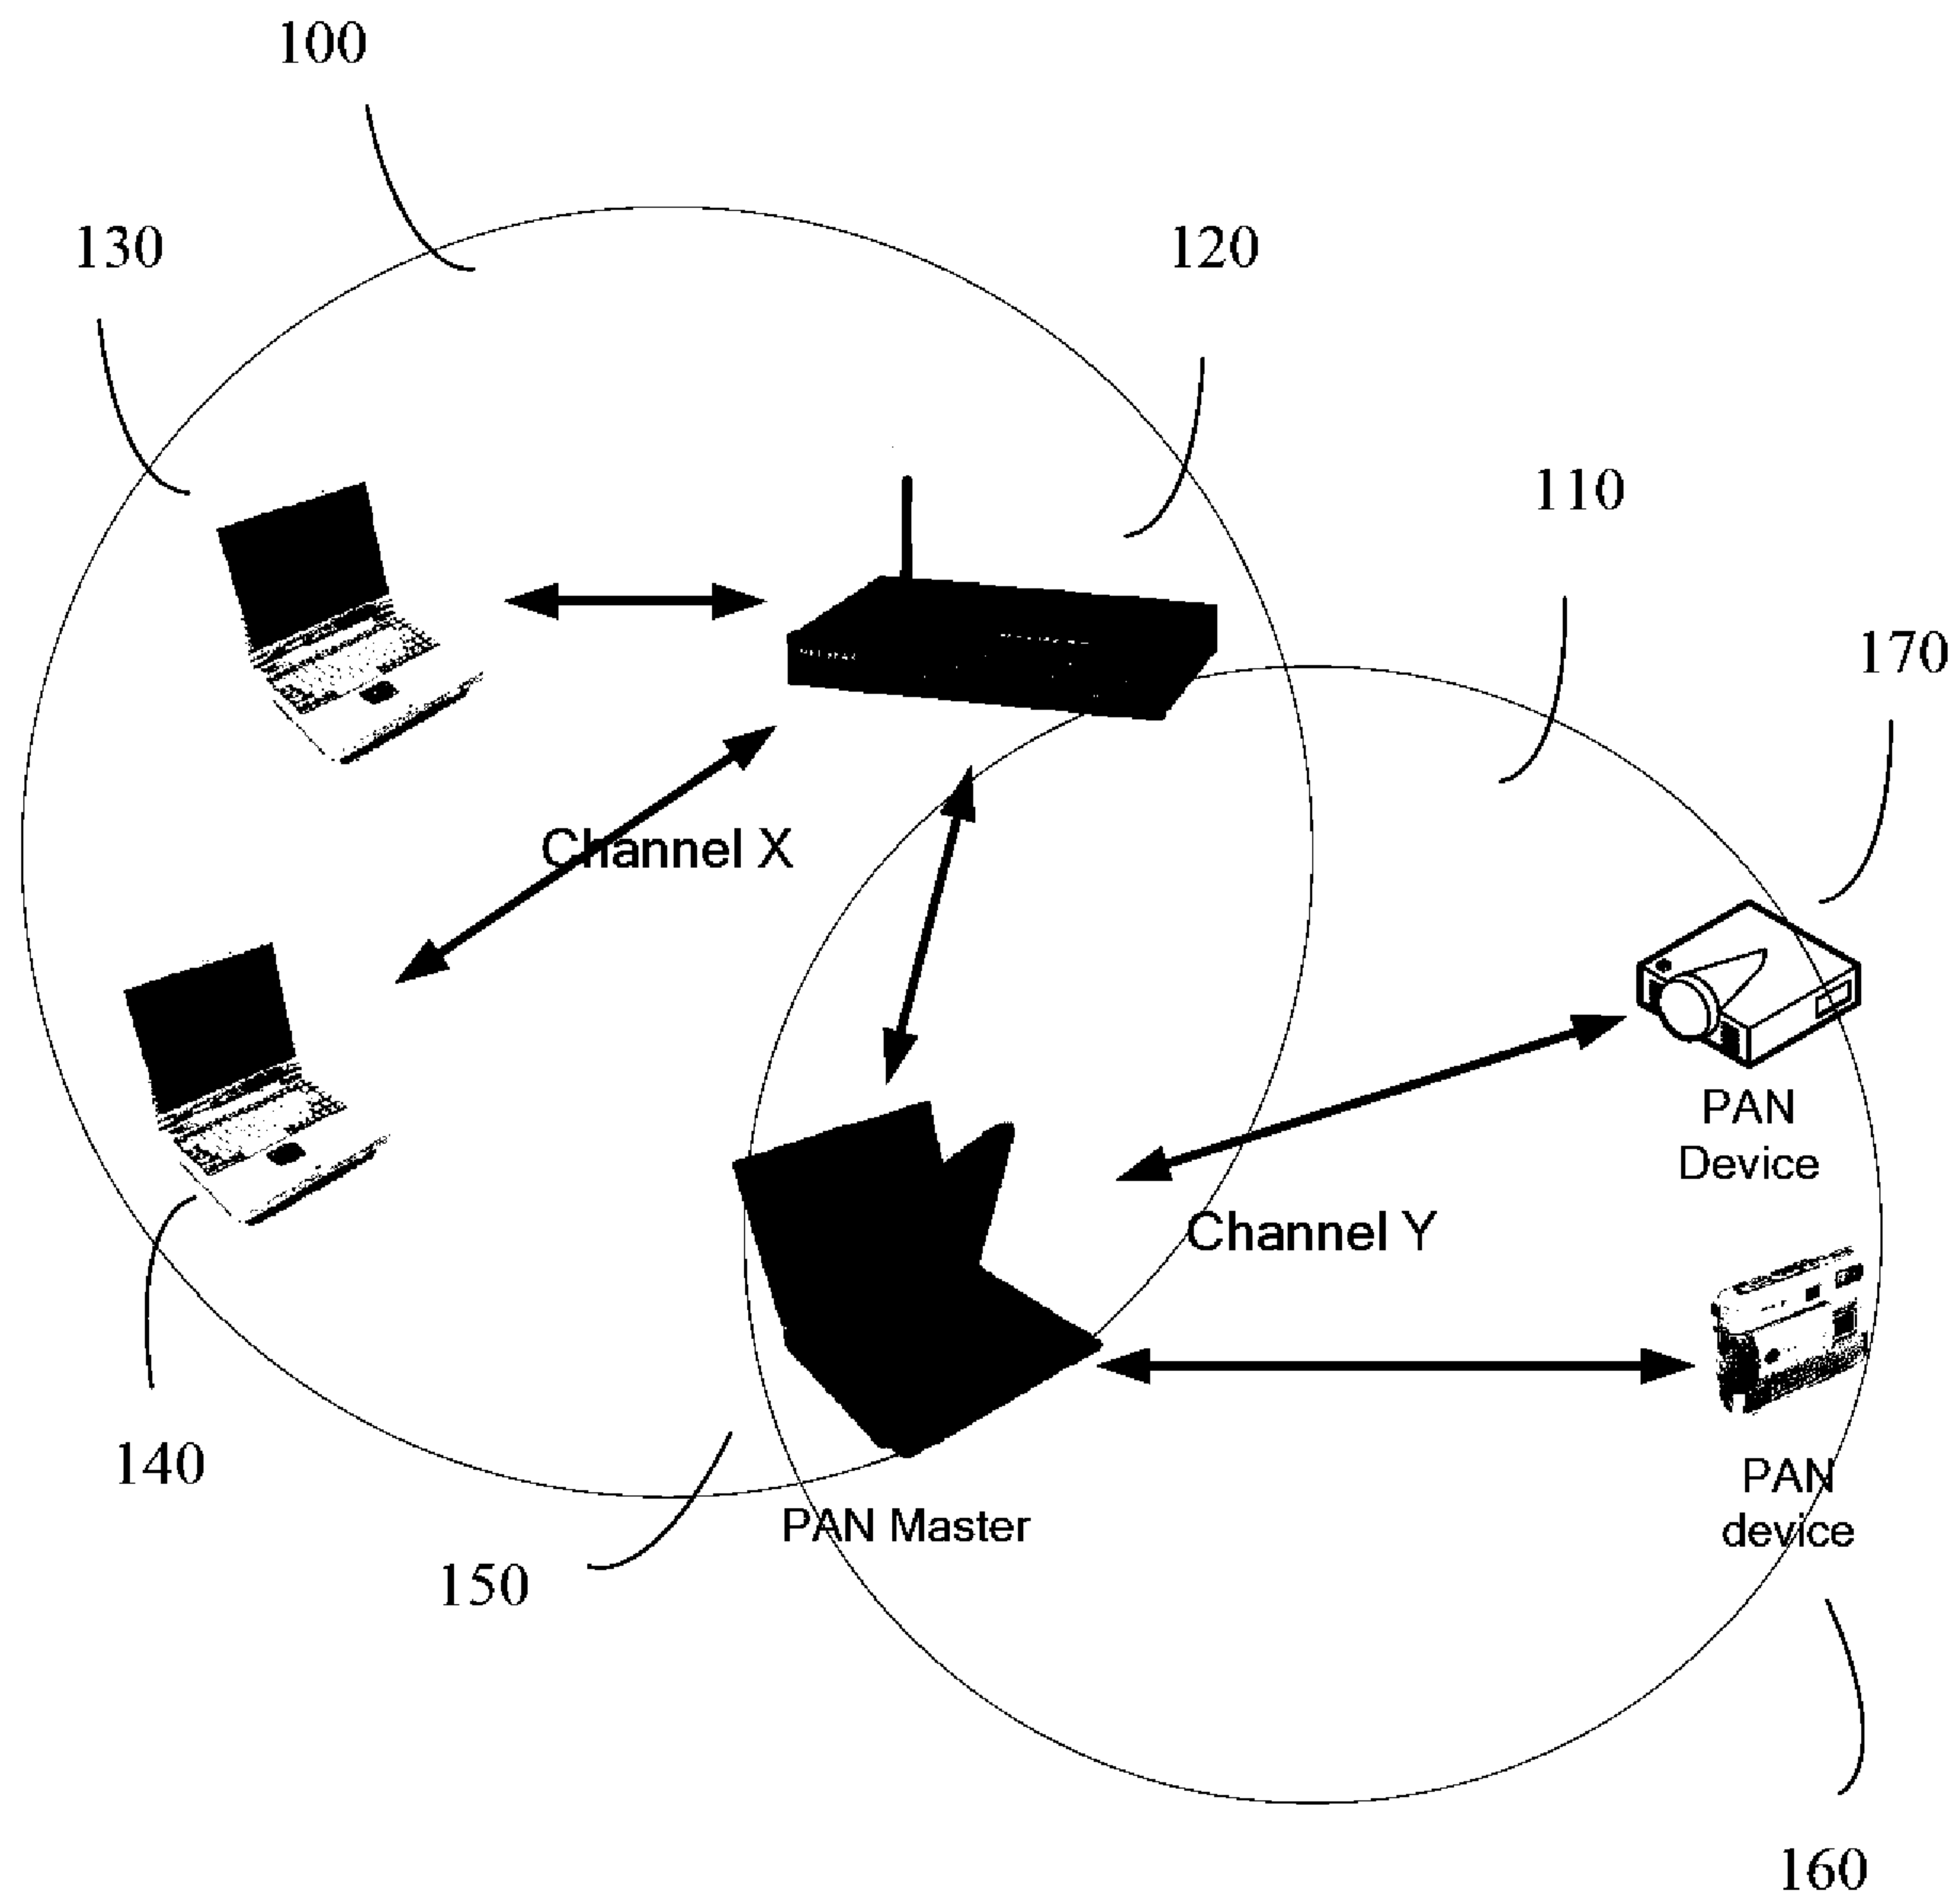 100
130
120
110
170
Channel X
PAN
Device
Channel Y
140
PAN
device
PAN Master
150
160